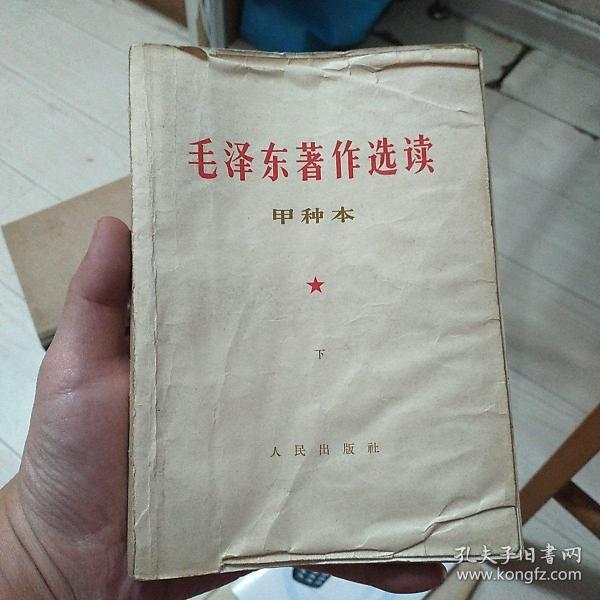 毛泽东著作选读
甲种本
下
人民出版社
孔夫子旧書网
www.kongfz.com